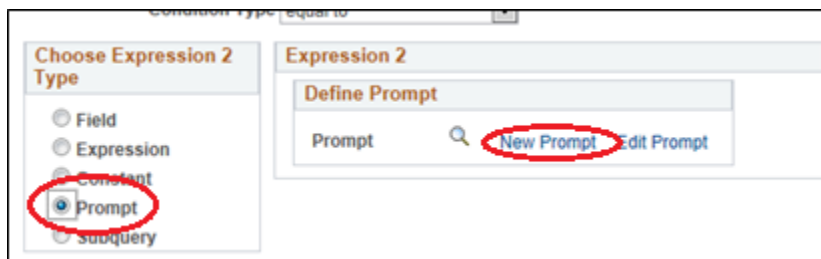 Condition Type equal to
Choose Expression 2
Type
Field
Expression
Constant
Prompt
Subquery
Expression 2
Define Prompt
Prompt New Prompt Edit Prompt